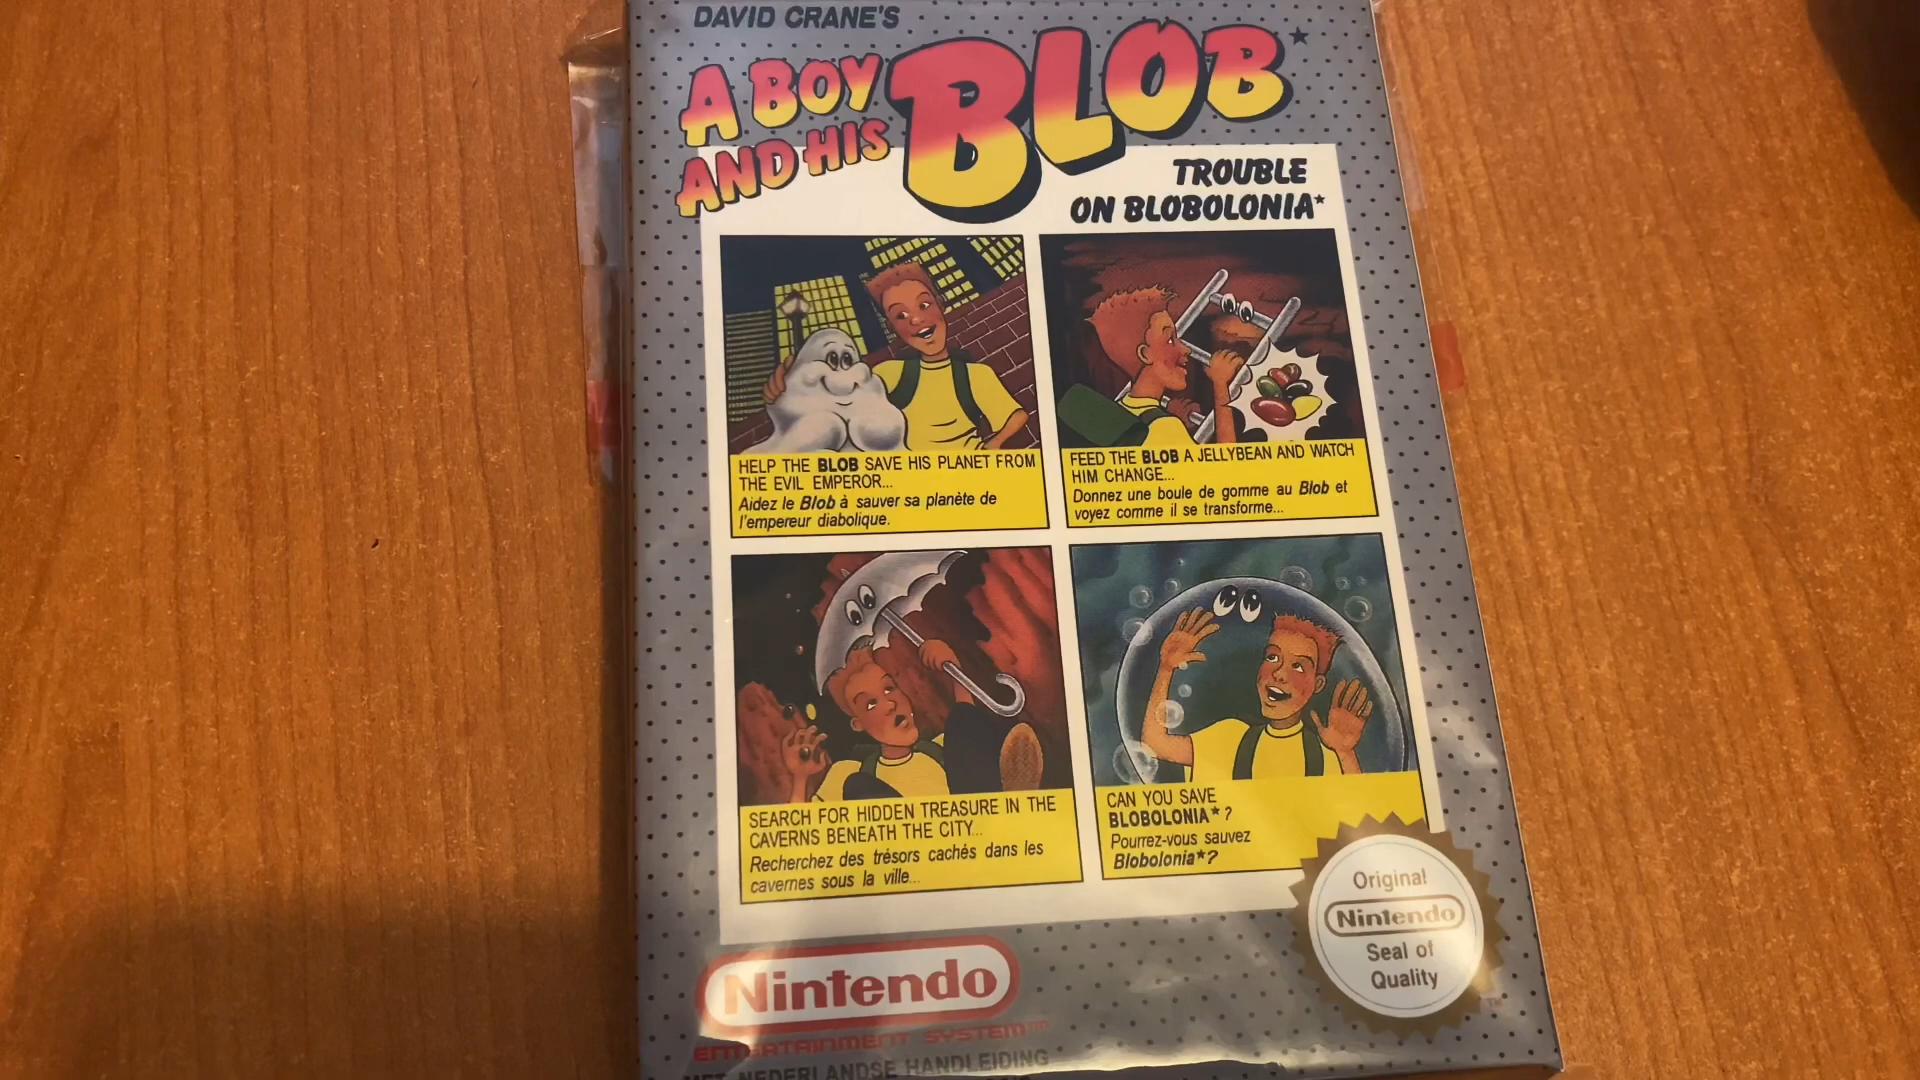 DAVID CRANE'S
A BOY
AND HIS
BLOB*
TROUBLE
ON BLOBOLONIA*
HELP THE BLOB SAVE HIS PLANET FROM
THE EVIL EMPEROR...
Aidez le Blob à sauver sa planète de
l'empereur diabolique.
FEED THE BLOB A JELLYBEAN AND WATCH
HIM CHANGE...
Donnez une boule de gomme au Blob et
voyez comme il se transforme...
SEARCH FOR HIDDEN TREASURE IN THE
CAVERNS BENEATH THE CITY...
Recherchez des trésors cachés dans les
cavernes sous la ville...
CAN YOU SAVE
BLOBOLONIA*?
Pourrez-vous sauvez
Blobolonia*?
Original
Nintendo
Seal of
Quality
TM
Nintendo
ENTERTAINMENT SYSTEM™
MET NEDERLANDSE HANDLEIDING